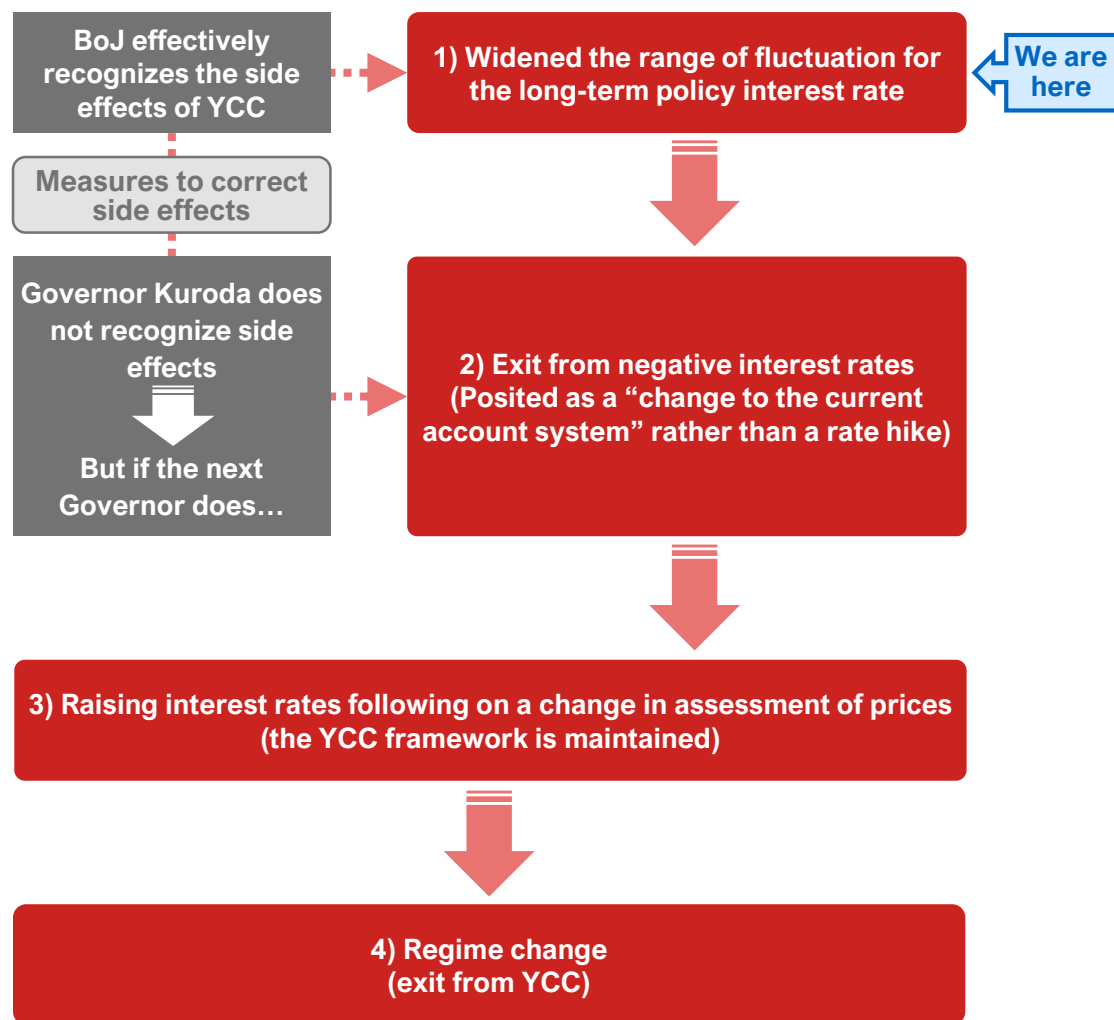 BoJ effectively
recognizes the side
effects of YCC
1) Widened the range of fluctuation for
the long-term policy interest rate
We are
here
Measures to correct
side effects
Governor Kuroda does
not recognize side
effects
But if the next
Governor does…
2) Exit from negative interest rates
(Posited as a “change to the current
account system” rather than a rate hike)
3) Raising interest rates following on a change in assessment of prices
(the YCC framework is maintained)
4) Regime change
(exit from YCC)